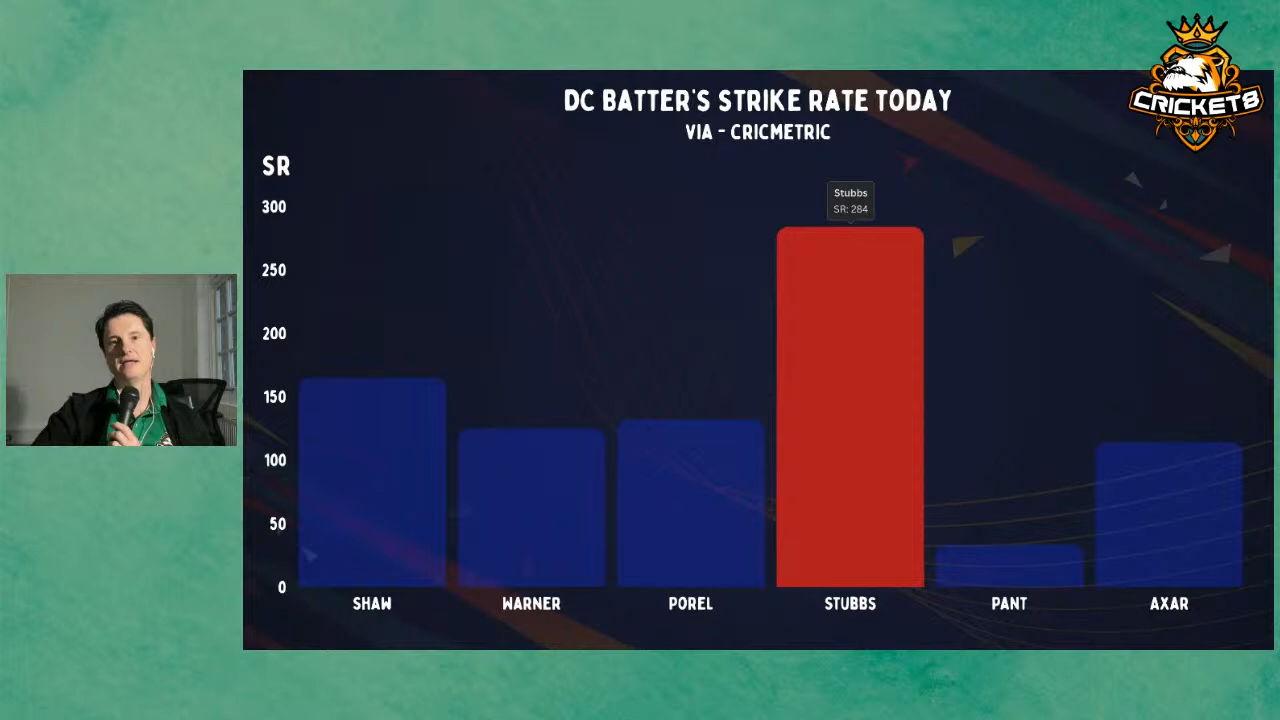 CRICKET8
DC BATTER'S STRIKE RATE TODAY
VIA - CRICMETRIC
SR
300
250
200
150
100
50
0
Stubbs
SR: 284
SHAW
WARNER
POREL
STUBBS
PANT
AXAR